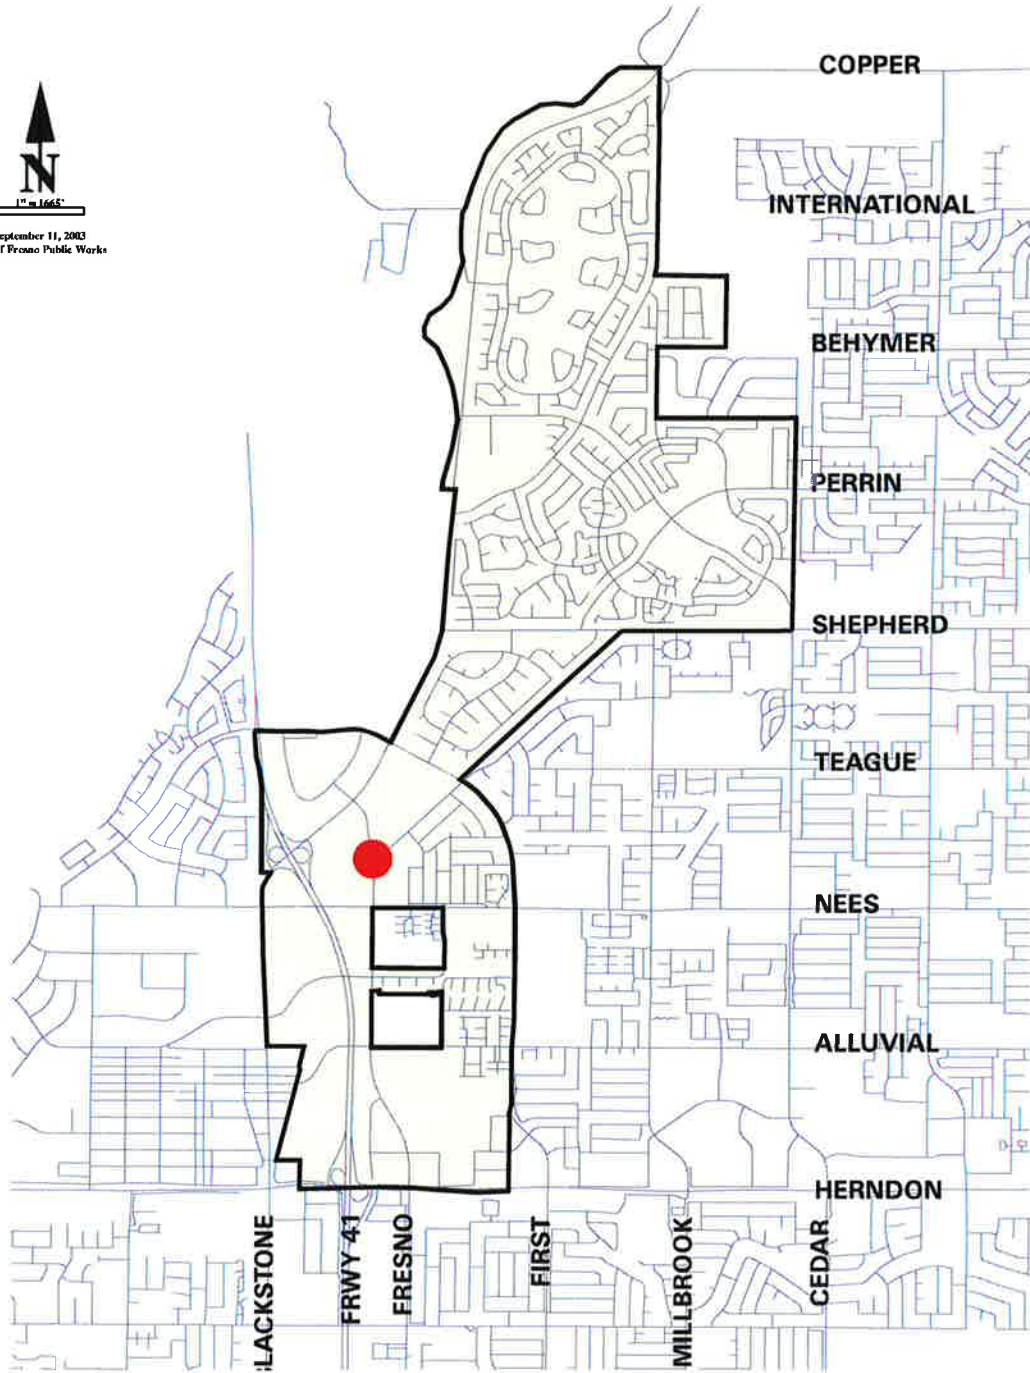 COPPER
N
1" = 1665'
INTERNATIONAL
eptember 11, 2003
f Fresno Public Works
BEHYMER
PERRIN
SHEPHERD
TEAGUE
NEES
ALLUVIAL
HERNDON
LACKSTONE
FRWY 41
FRESNO
FIRST
MILLBROOK
CEDAR